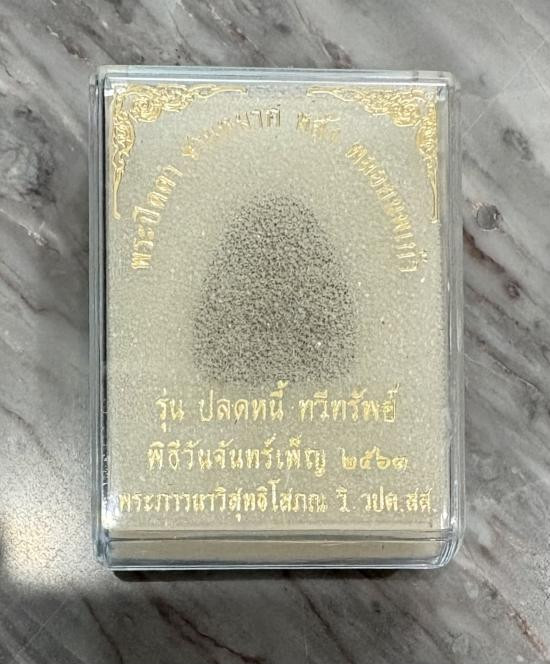 พระปิดตา
รุ่น ปลดหนี้ ทวีทรัพย์
พิธีวันจันทร์เพ็ญ ๒๕๖๑
พระภาวนาวิสุทธิโสภณ วิ. วปค.สส.